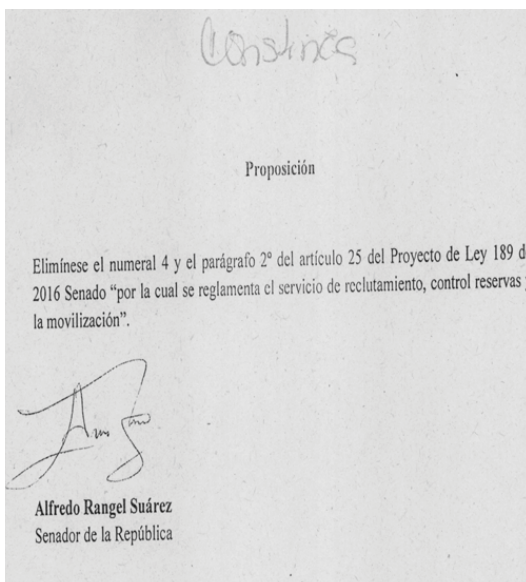 Proposición
Elimínese el numeral 4 y el parágrafo 2º del artículo 25 del Proyecto de Ley 189 d
2016 Senado “por la cual se reglamenta el servicio de reclutamiento, control reservas y
la movilización”.
Alfredo Rangel Suárez
Senador de la República